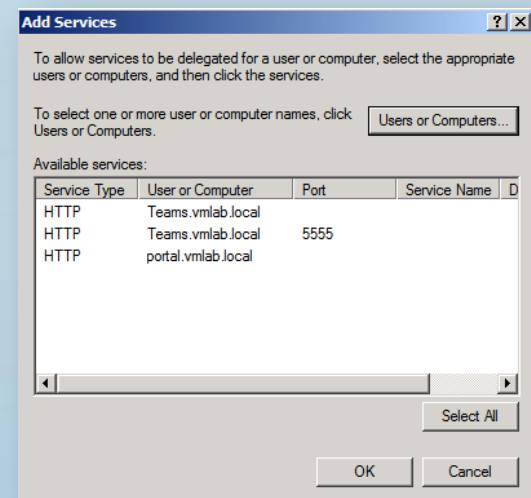 Add Services
To allow services to be delegated for a user or computer, select the appropriate
users or computers, and then click the services.
To select one or more user or computer names, click
Users or Computers.
Users or Computers...
Available services:
Service Type User or Computer Port Service Name D
HTTP Teams.vmlab.local
HTTP Teams.vmlab.local 5555
HTTP portal.vmlab.local
Select All
OK Cancel